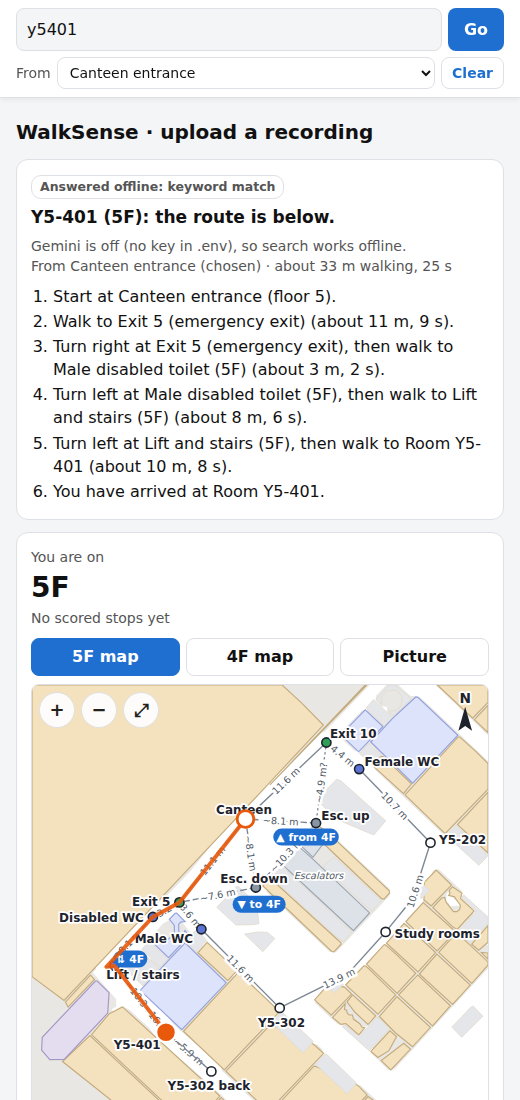 y5401
Go
From
Canteen entrance
Clear
WalkSense · upload a recording
Answered offline: keyword match
Y5-401 (5F): the route is below.
Gemini is off (no key in .env), so search works offline.
From Canteen entrance (chosen) · about 33 m walking, 25 s
1. Start at Canteen entrance (floor 5).
2. Walk to Exit 5 (emergency exit) (about 11 m, 9 s).
3. Turn right at Exit 5 (emergency exit), then walk to
Male disabled toilet (5F) (about 3 m, 2 s).
4. Turn left at Male disabled toilet (5F), then walk to Lift
and stairs (5F) (about 8 m, 6 s).
5. Turn left at Lift and stairs (5F), then walk to Room Y5-
401 (about 10 m, 8 s).
6. You have arrived at Room Y5-401.
You are on
5F
No scored stops yet
5F map
4F map
Picture
+
−
N
Exit 10
4.4 m
Female WC
~4.9 m?
11.6 m
10.7 m
Canteen
~8.1 m
Esc. up
▲ from 4F
Y5-202
~8.1 m
~10.3
Escalators
Esc. down
10.6 m
~7.6 m
▼ to 4F
Exit 5
Disabled WC
Male WC
Study rooms
⇅ 4F
Lift / stairs
11.6 m
13.9 m
Y5-302
Y5-401
5.9 m
Y5-302 back